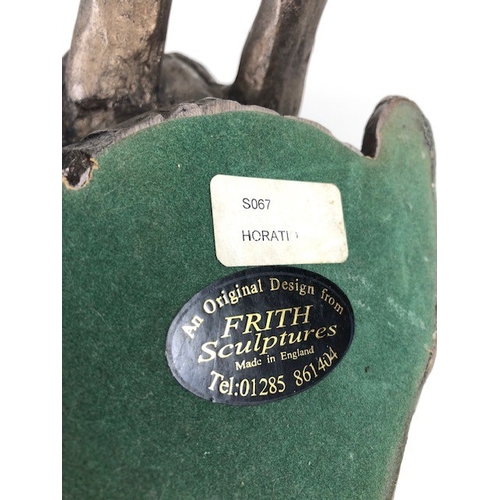 S067
HORATI
An Original Design from
FRITH
Sculptures
Made in England
Tel:01285 861404